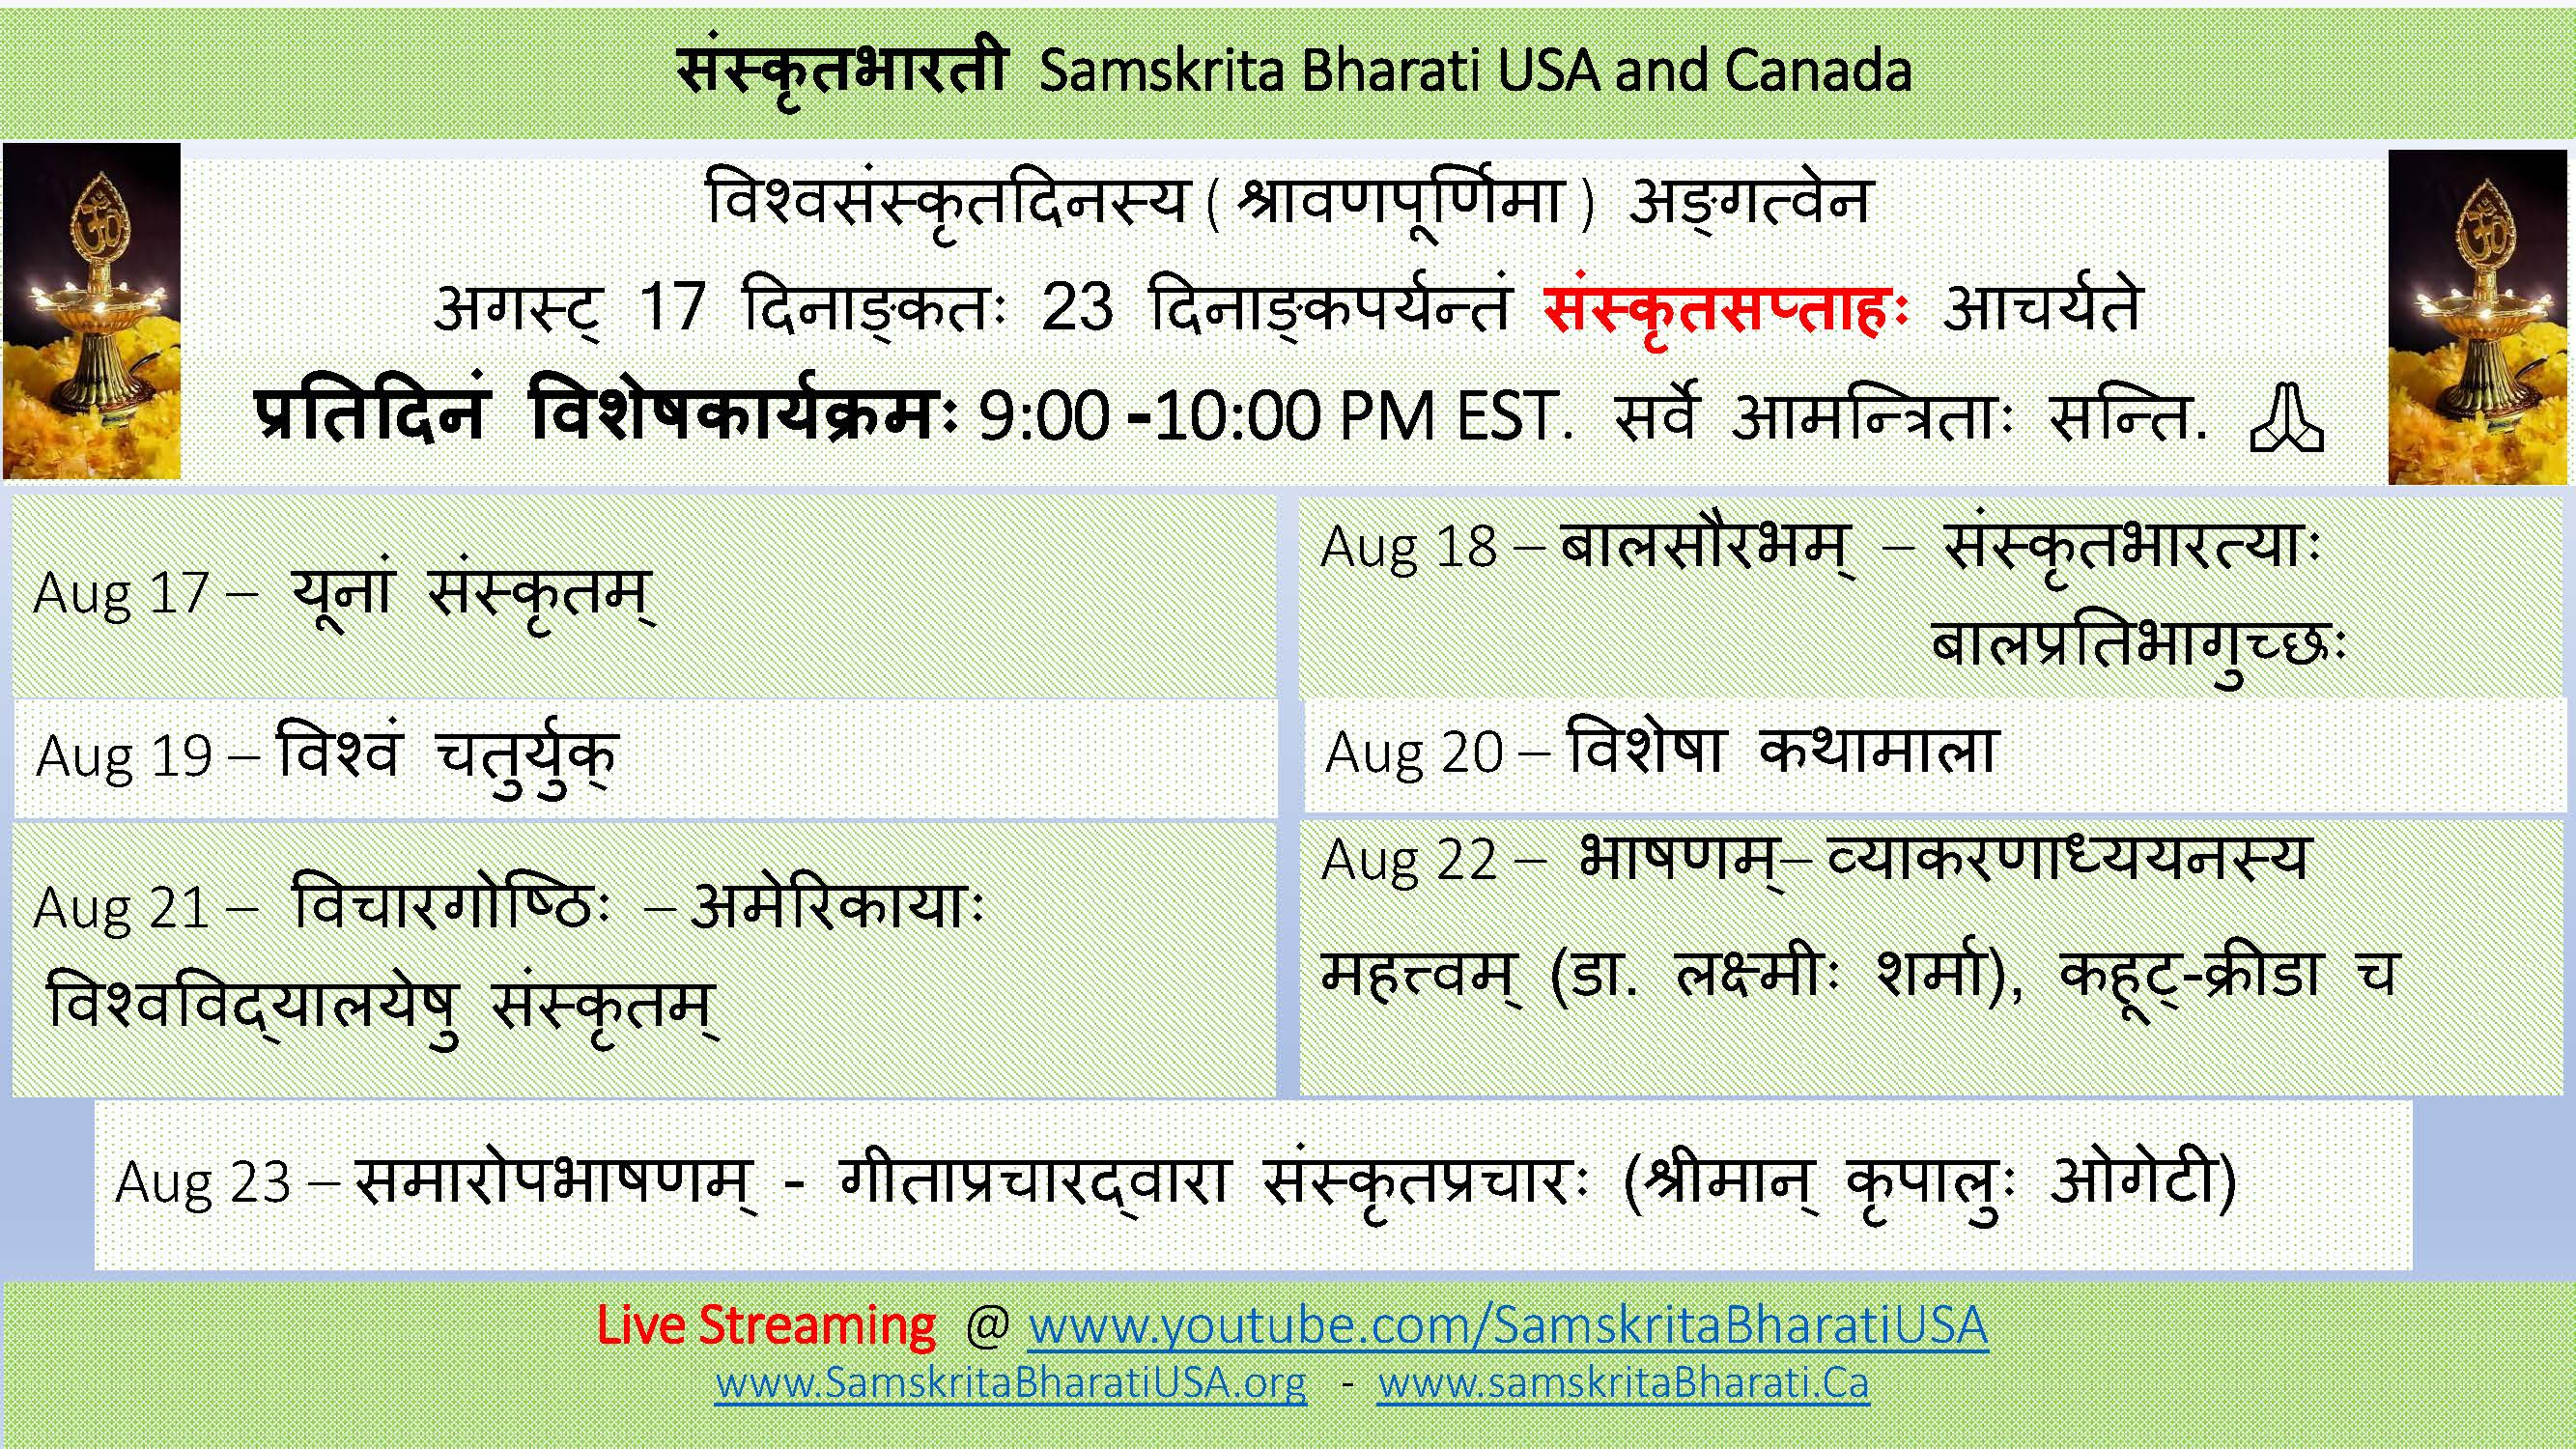 संस्कृतभारती Samskrita Bharati USA and Canada
विश्वसंस्कृतदिनस्य ( श्रावणपूर्णिमा ) अङ्गत्वेन
अगस्ट् 17 दिनाङ्कतः 23 दिनाङ्कपर्यन्तं संस्कृतसप्ताहः आचर्यते
प्रतिदिनं विशेषकार्यक्रमः 9:00 -10:00 PM EST. सर्वे आमन्त्रिताः सन्ति. 🙏
Aug 17 – यूनां संस्कृतम्
Aug 18 – बालसौरभम् – संस्कृतभारत्याः
बालप्रतिभागुच्छः
Aug 19 – विश्वं चतुर्युक्
Aug 20 – विशेषा कथामाला
Aug 21 – विचारगोष्ठिः – अमेरिकायाः
विश्वविद्यालयेषु संस्कृतम्
Aug 22 – भाषणम्– व्याकरणाध्ययनस्य
महत्त्वम् (डा. लक्ष्मीः शर्मा), कहूट्-क्रीडा च
Aug 23 – समारोपभाषणम् - गीताप्रचारद्वारा संस्कृतप्रचारः (श्रीमान् कृपालुः ओगेटी)
Live Streaming @ www.youtube.com/SamskritaBharatiUSA
www.SamskritaBharatiUSA.org - www.samskritaBharati.Ca